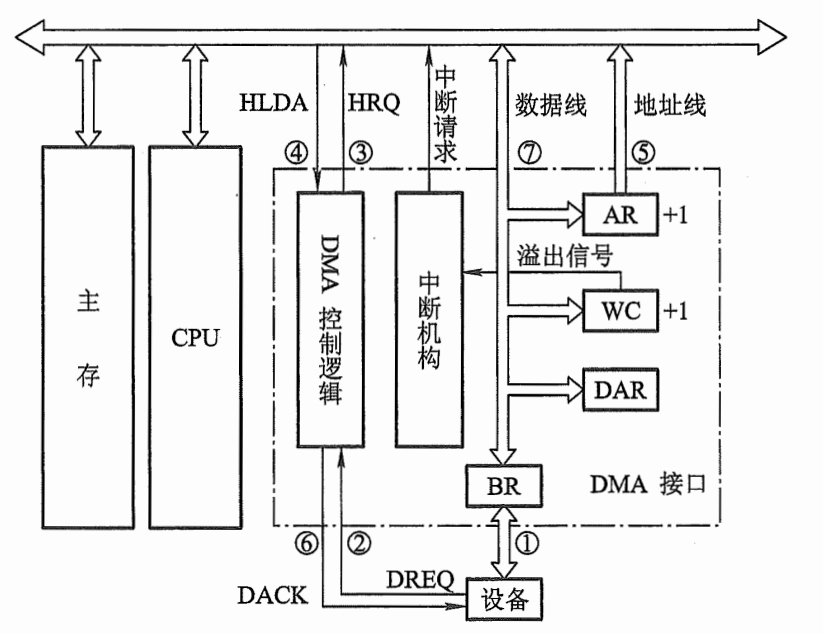 HLDA
HRQ
中断请求
数据线
地址线
④
③
⑦
⑤
主存
CPU
DMA 控制逻辑
中断机构
AR
+1
溢出信号
WC
+1
DAR
BR
DMA 接口
⑥
②
①
DACK
DREQ
设备